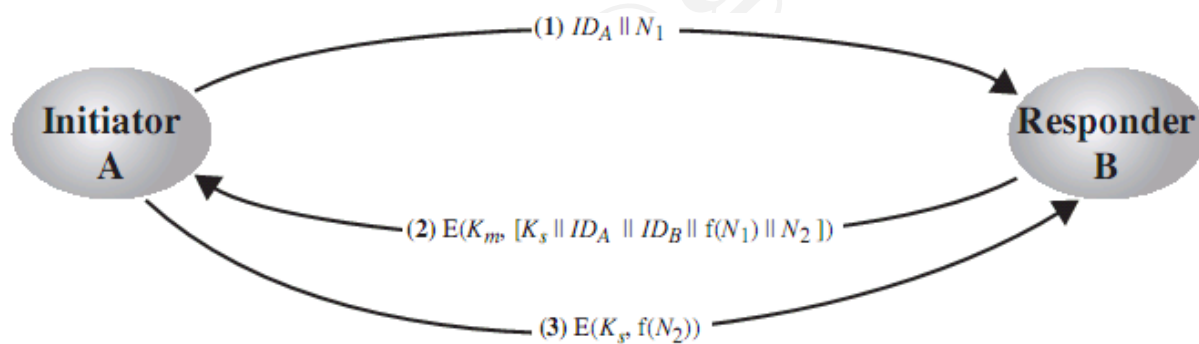 (1) ID_A || N_1
Initiator
A
Responder
B
(2) E(K_m, [K_s || ID_A || ID_B || f(N_1) || N_2 ])
(3) E(K_s, f(N_2))